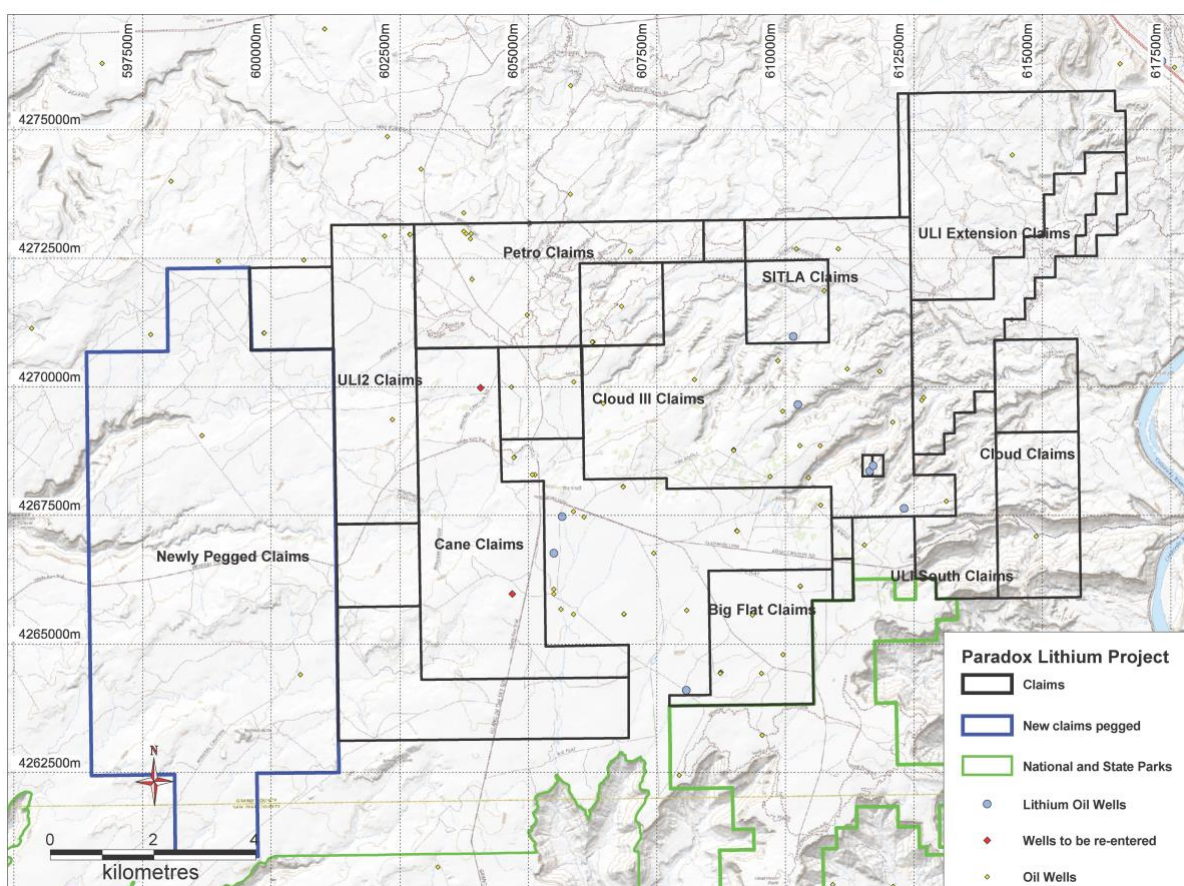 597500m
600000m
602500m
605000m
607500m
610000m
612500m
615000m
617500m
4275000m
ULI Extension Claims
4272500m
Petro Claims
SITLA Claims
4270000m
ULI2 Claims
Cloud III Claims
Cloud Claims
4267500m
Cane Claims
Newly Pegged Claims
ULI South Claims
Big Flat Claims
4265000m
Paradox Lithium Project
Claims
New claims pegged
National and State Parks
Lithium Oil Wells
Wells to be re-entered
Oil Wells
4262500m
N
0 2 4
kilometres